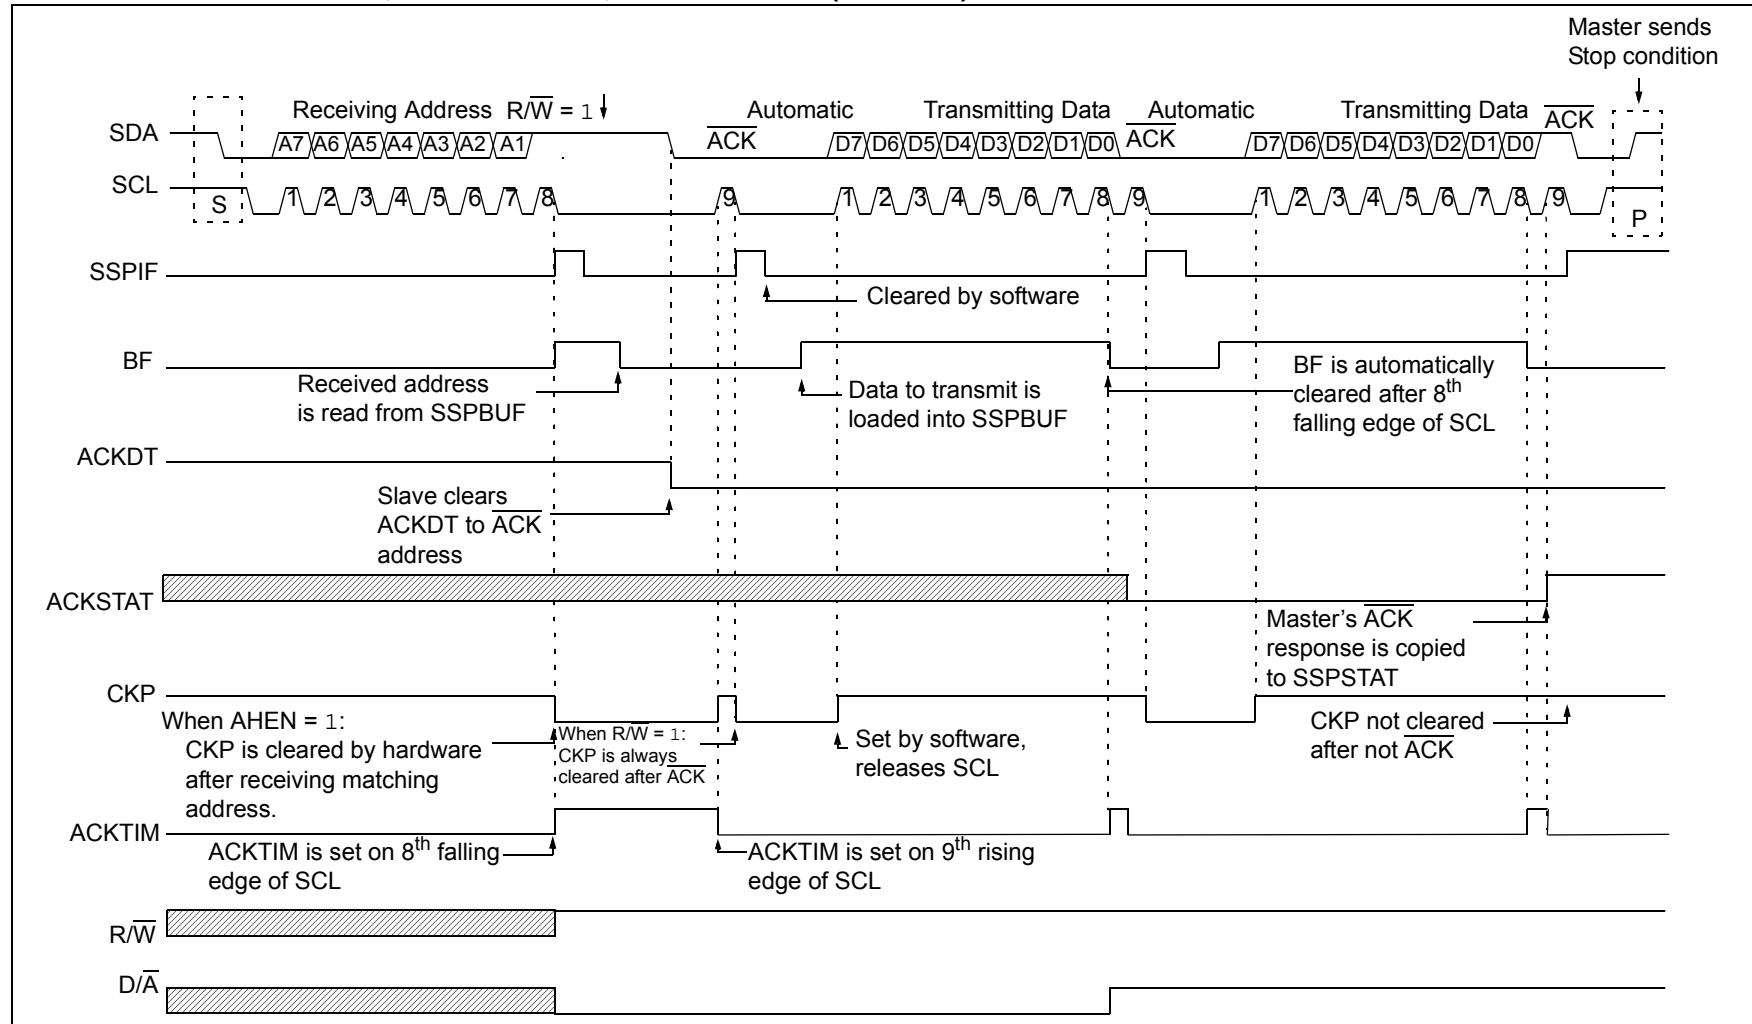 Master sends
Stop condition
Receiving Address R/W̅ = 1
Automatic
Transmitting Data
Automatic
Transmitting Data
A̅C̅K̅
SDA
A7 A6 A5 A4 A3 A2 A1
A̅C̅K̅
D7 D6 D5 D4 D3 D2 D1 D0
A̅C̅K̅
D7 D6 D5 D4 D3 D2 D1 D0
SCL
S
1 2 3 4 5 6 7 8
9
1 2 3 4 5 6 7 8 9
1 2 3 4 5 6 7 8 9
P
SSPIF
Cleared by software
BF
Received address
is read from SSPBUF
Data to transmit is
loaded into SSPBUF
BF is automatically
cleared after 8th
falling edge of SCL
ACKDT
Slave clears
ACKDT to A̅C̅K̅
address
ACKSTAT
Master's A̅C̅K̅
response is copied
to SSPSTAT
CKP
When AHEN = 1:
CKP is cleared by hardware
after receiving matching
address.
When R/W̅ = 1:
CKP is always
cleared after A̅C̅K̅
Set by software,
releases SCL
CKP not cleared
after not A̅C̅K̅
ACKTIM
ACKTIM is set on 8th falling
edge of SCL
ACKTIM is set on 9th rising
edge of SCL
R/W̅
D/A̅